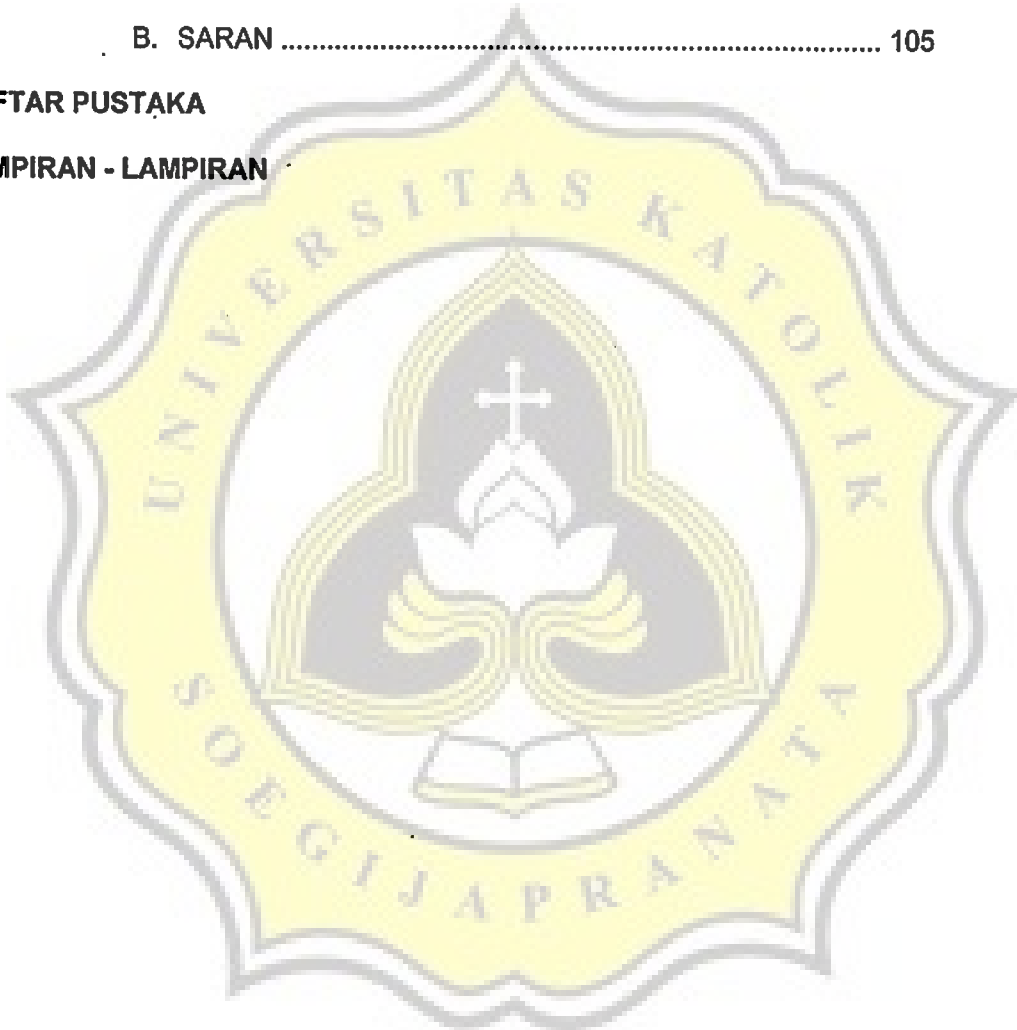 B. SARAN ........................................................................................ 105
FTAR PUSTAKA
MPIRAN - LAMPIRAN
UNIVERSITAS KATOLIK
SOEGIJAPRANATA